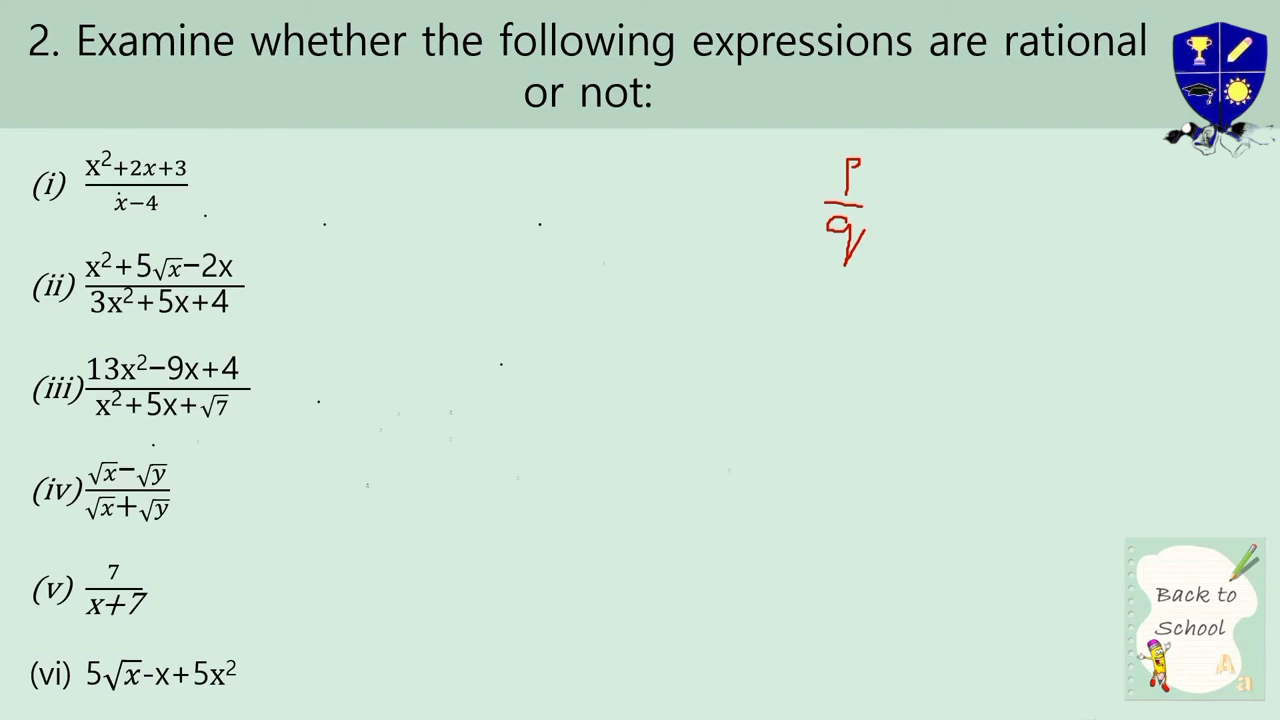 2. Examine whether the following expressions are rational
or not:
(i) x²+2x+3 / x−4
p / q
(ii) x²+5√x−2x / 3x²+5x+4
(iii) 13x²−9x+4 / x²+5x+√7
(iv) √x−√y / √x+√y
(v) 7 / x+7
(vi) 5√x-x+5x²
Back to
School
A
a